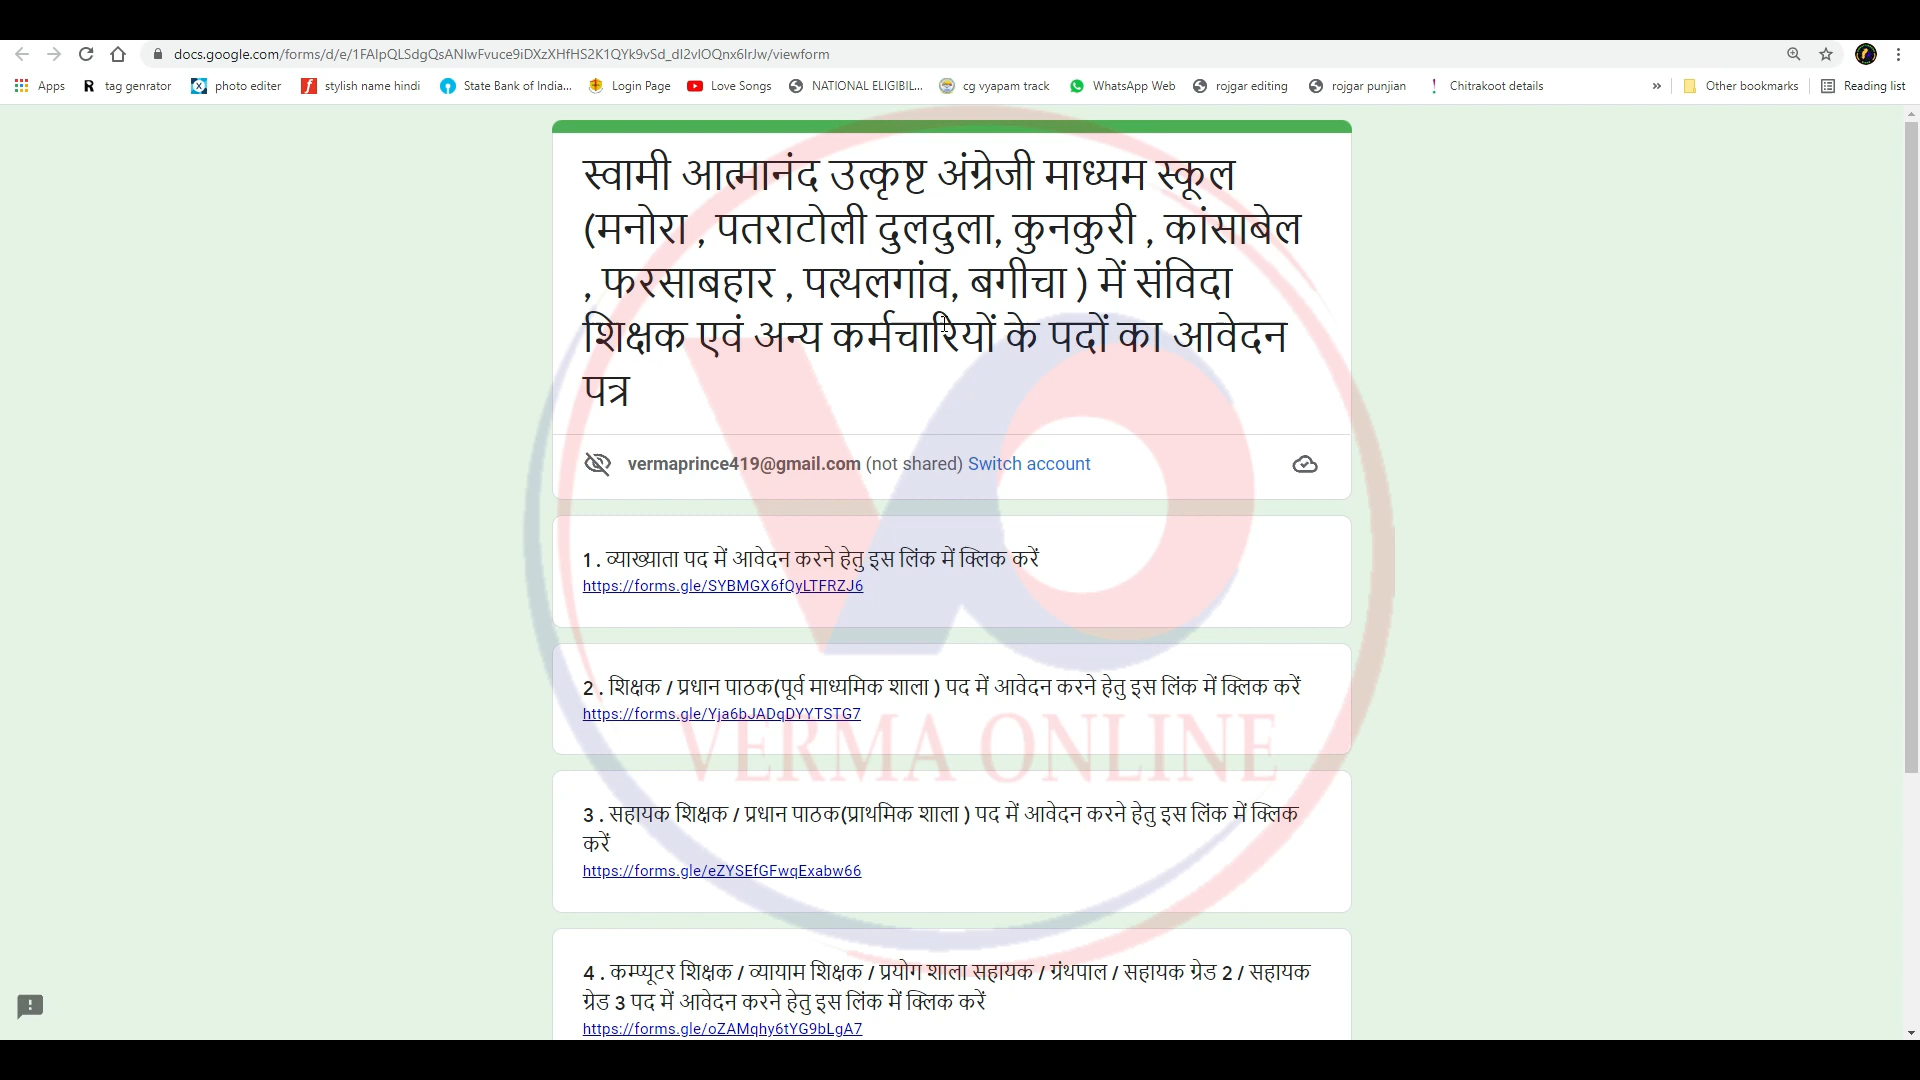 docs.google.com/forms/d/e/1FAIpQLSdgQsANIwFvuce9iDXzXHfHS2K1QYk9vSd_dI2vIOQnx6IrJw/viewform
Apps tag genrator photo editer stylish name hindi State Bank of India... Login Page Love Songs NATIONAL ELIGIBIL... cg vyapam track WhatsApp Web rojgar editing rojgar punjian Chitrakoot details » Other bookmarks Reading list
स्वामी आत्मानंद उत्कृष्ट अंग्रेजी माध्यम स्कूल
(मनोरा , पतराटोली दुलदुला, कुनकुरी , कांसाबेल
, फरसाबहार , पत्थलगांव, बगीचा ) में संविदा
शिक्षक एवं अन्य कर्मचारियों के पदों का आवेदन
पत्र
vermaprince419@gmail.com (not shared) Switch account
1 . व्याख्याता पद में आवेदन करने हेतु इस लिंक में क्लिक करें
https://forms.gle/SYBMGX6fQyLTFRZJ6
2 . शिक्षक / प्रधान पाठक(पूर्व माध्यमिक शाला ) पद में आवेदन करने हेतु इस लिंक में क्लिक करें
https://forms.gle/Yja6bJADqDYYTSTG7
VERMA ONLINE
3 . सहायक शिक्षक / प्रधान पाठक(प्राथमिक शाला ) पद में आवेदन करने हेतु इस लिंक में क्लिक
करें
https://forms.gle/eZYSEfGFwqExabw66
4 . कम्प्यूटर शिक्षक / व्यायाम शिक्षक / प्रयोग शाला सहायक / ग्रंथपाल / सहायक ग्रेड 2 / सहायक
ग्रेड 3 पद में आवेदन करने हेतु इस लिंक में क्लिक करें
https://forms.gle/oZAMqhy6tYG9bLgA7